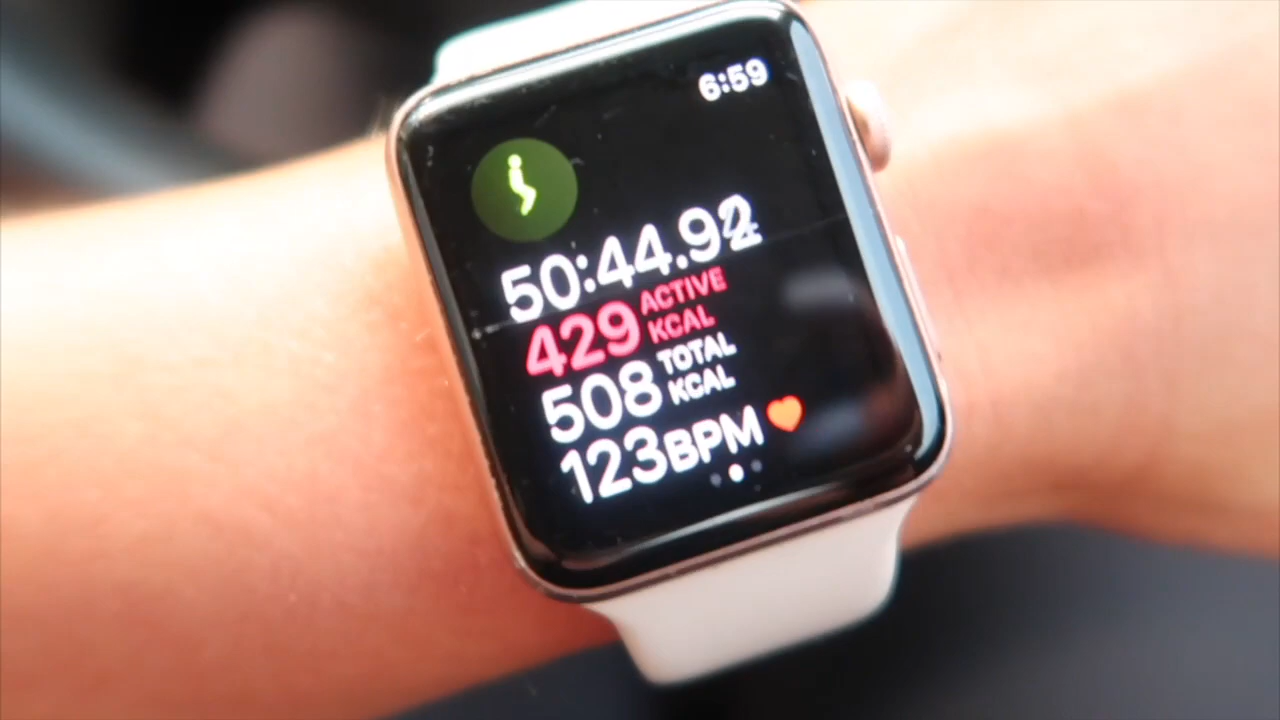 6:59
50:44.92
429 ACTIVE KCAL
508 TOTAL KCAL
123BPM